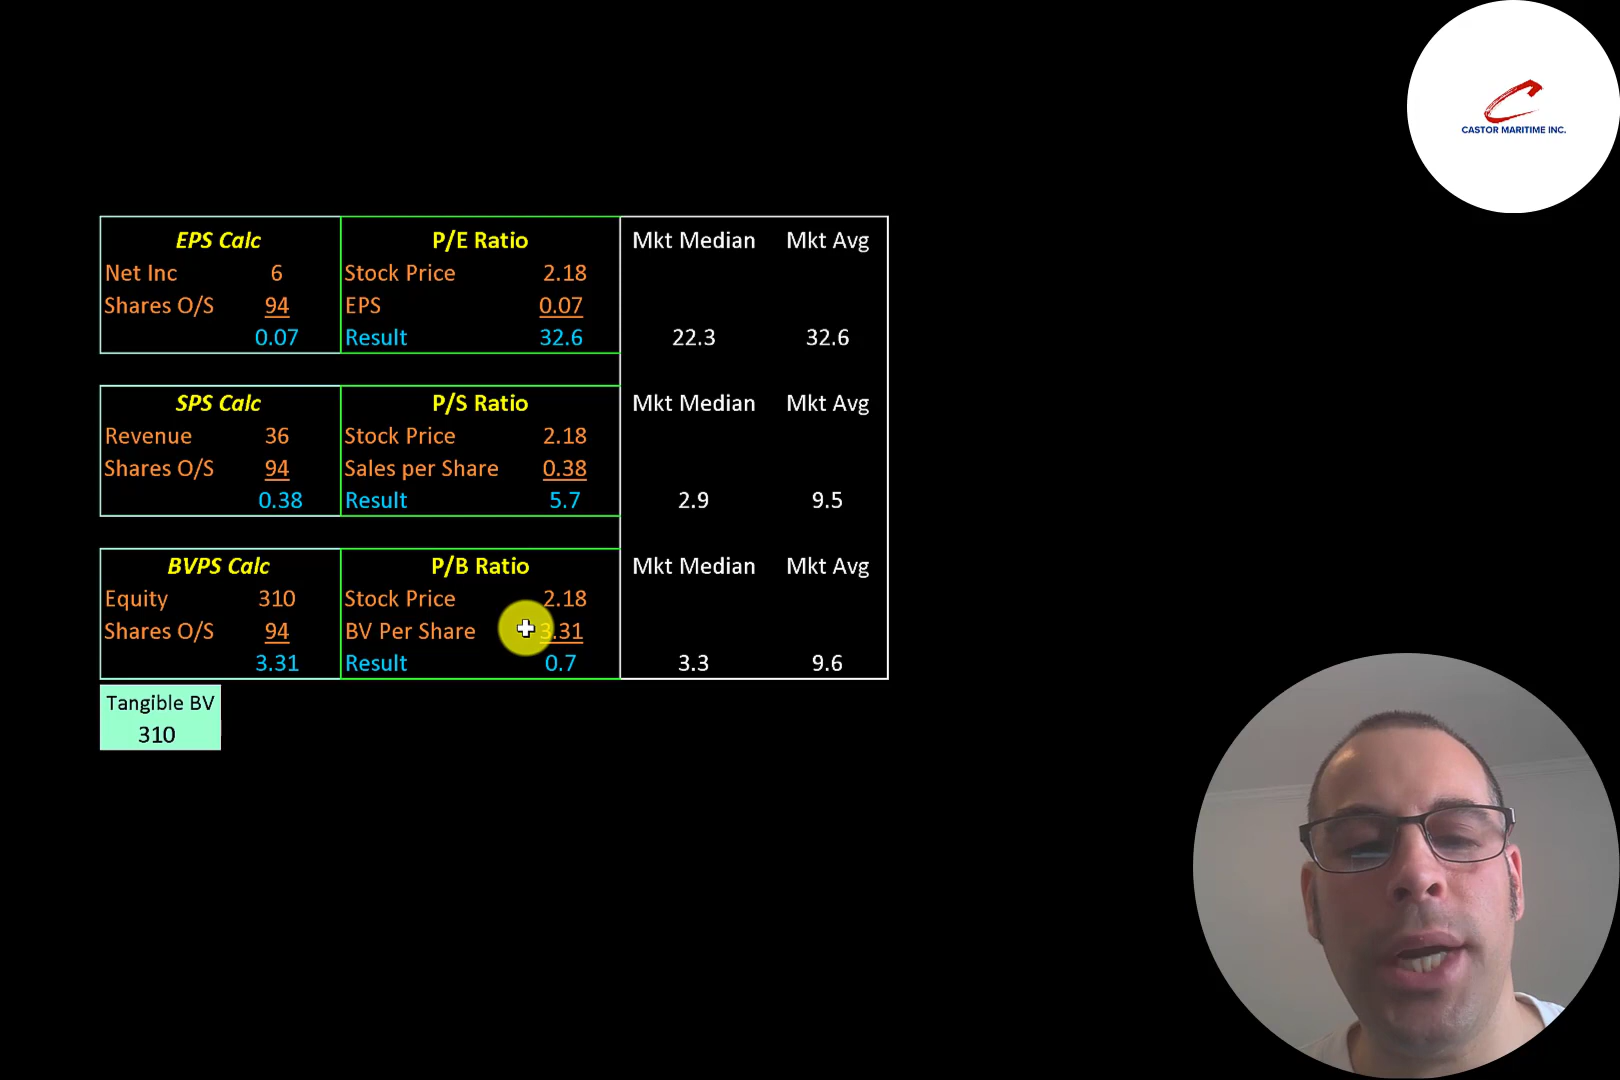 CASTOR MARITIME INC.
EPS Calc P/E Ratio Mkt Median Mkt Avg
Net Inc 6 Stock Price 2.18
Shares O/S 94 EPS 0.07
0.07 Result 32.6 22.3 32.6
SPS Calc P/S Ratio Mkt Median Mkt Avg
Revenue 36 Stock Price 2.18
Shares O/S 94 Sales per Share 0.38
0.38 Result 5.7 2.9 9.5
BVPS Calc P/B Ratio Mkt Median Mkt Avg
Equity 310 Stock Price 2.18
Shares O/S 94 BV Per Share 3.31
3.31 Result 0.7 3.3 9.6
Tangible BV
310